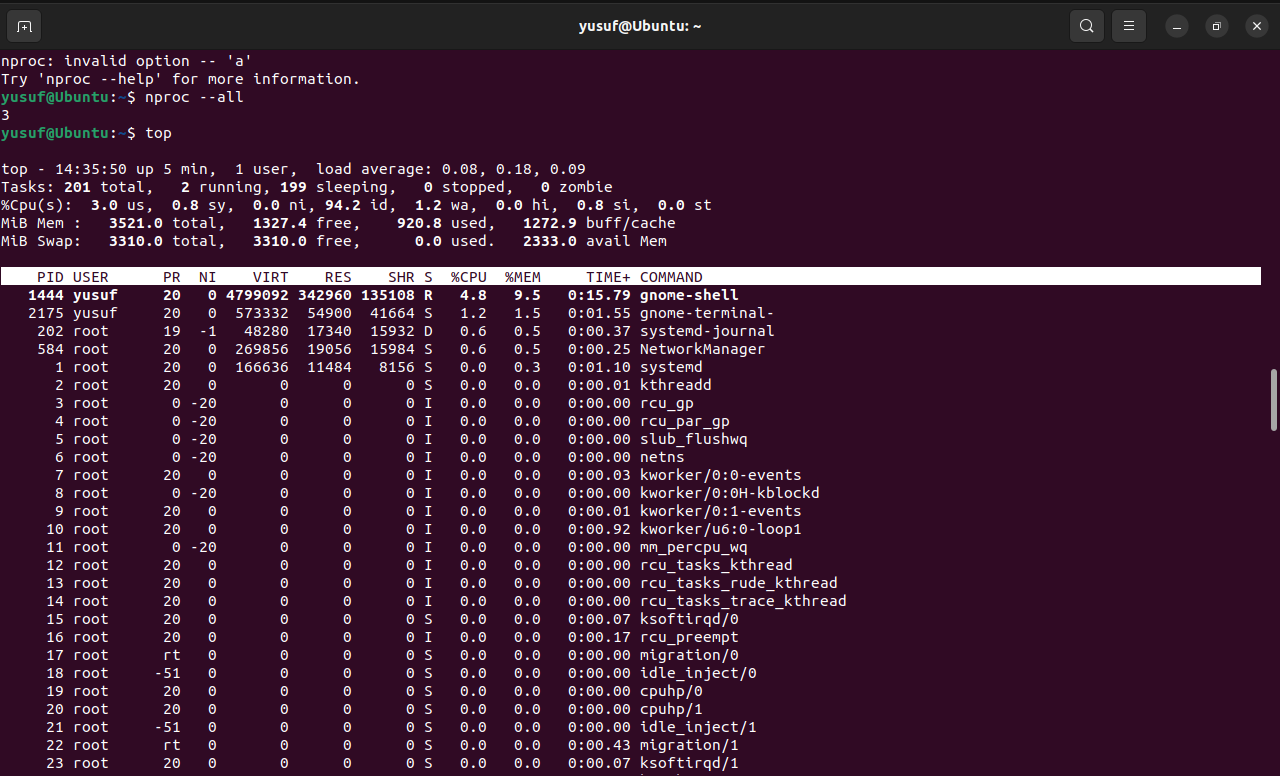 yusuf@Ubuntu: ~
nproc: invalid option -- 'a'
Try 'nproc --help' for more information.
yusuf@Ubuntu:~$ nproc --all
3
yusuf@Ubuntu:~$ top
top - 14:35:50 up 5 min,  1 user,  load average: 0.08, 0.18, 0.09
Tasks: 201 total,   2 running, 199 sleeping,   0 stopped,   0 zombie
%Cpu(s):  3.0 us,  0.8 sy,  0.0 ni, 94.2 id,  1.2 wa,  0.0 hi,  0.8 si,  0.0 st
MiB Mem :   3521.0 total,   1327.4 free,    920.8 used,   1272.9 buff/cache
MiB Swap:   3310.0 total,   3310.0 free,      0.0 used.   2333.0 avail Mem
    PID USER      PR  NI    VIRT    RES    SHR S  %CPU  %MEM     TIME+ COMMAND
   1444 yusuf     20   0 4799092 342960 135108 R   4.8   9.5   0:15.79 gnome-shell
   2175 yusuf     20   0  573332  54900  41664 S   1.2   1.5   0:01.55 gnome-terminal-
    202 root      19  -1   48280  17340  15932 D   0.6   0.5   0:00.37 systemd-journal
    584 root      20   0  269856  19056  15984 S   0.6   0.5   0:00.25 NetworkManager
      1 root      20   0  166636  11484   8156 S   0.0   0.3   0:01.10 systemd
      2 root      20   0       0      0      0 S   0.0   0.0   0:00.01 kthreadd
      3 root       0 -20       0      0      0 I   0.0   0.0   0:00.00 rcu_gp
      4 root       0 -20       0      0      0 I   0.0   0.0   0:00.00 rcu_par_gp
      5 root       0 -20       0      0      0 I   0.0   0.0   0:00.00 slub_flushwq
      6 root       0 -20       0      0      0 I   0.0   0.0   0:00.00 netns
      7 root      20   0       0      0      0 I   0.0   0.0   0:00.03 kworker/0:0-events
      8 root       0 -20       0      0      0 I   0.0   0.0   0:00.00 kworker/0:0H-kblockd
      9 root      20   0       0      0      0 I   0.0   0.0   0:00.01 kworker/0:1-events
     10 root      20   0       0      0      0 I   0.0   0.0   0:00.92 kworker/u6:0-loop1
     11 root       0 -20       0      0      0 I   0.0   0.0   0:00.00 mm_percpu_wq
     12 root      20   0       0      0      0 I   0.0   0.0   0:00.00 rcu_tasks_kthread
     13 root      20   0       0      0      0 I   0.0   0.0   0:00.00 rcu_tasks_rude_kthread
     14 root      20   0       0      0      0 I   0.0   0.0   0:00.00 rcu_tasks_trace_kthread
     15 root      20   0       0      0      0 S   0.0   0.0   0:00.07 ksoftirqd/0
     16 root      20   0       0      0      0 I   0.0   0.0   0:00.17 rcu_preempt
     17 root      rt   0       0      0      0 S   0.0   0.0   0:00.00 migration/0
     18 root     -51   0       0      0      0 S   0.0   0.0   0:00.00 idle_inject/0
     19 root      20   0       0      0      0 S   0.0   0.0   0:00.00 cpuhp/0
     20 root      20   0       0      0      0 S   0.0   0.0   0:00.00 cpuhp/1
     21 root     -51   0       0      0      0 S   0.0   0.0   0:00.00 idle_inject/1
     22 root      rt   0       0      0      0 S   0.0   0.0   0:00.43 migration/1
     23 root      20   0       0      0      0 S   0.0   0.0   0:00.07 ksoftirqd/1